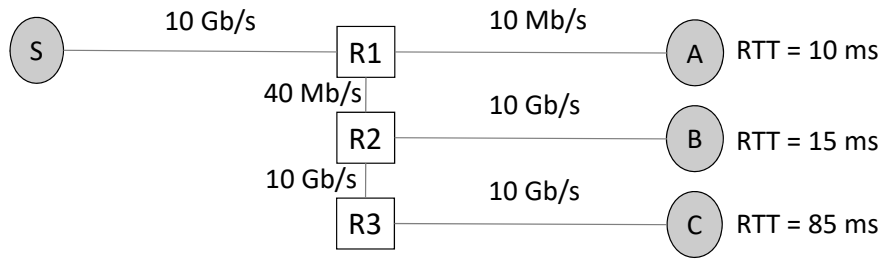 10 Gb/s
10 Mb/s
S
R1
A
RTT = 10 ms
40 Mb/s
10 Gb/s
R2
B
RTT = 15 ms
10 Gb/s
10 Gb/s
R3
C
RTT = 85 ms